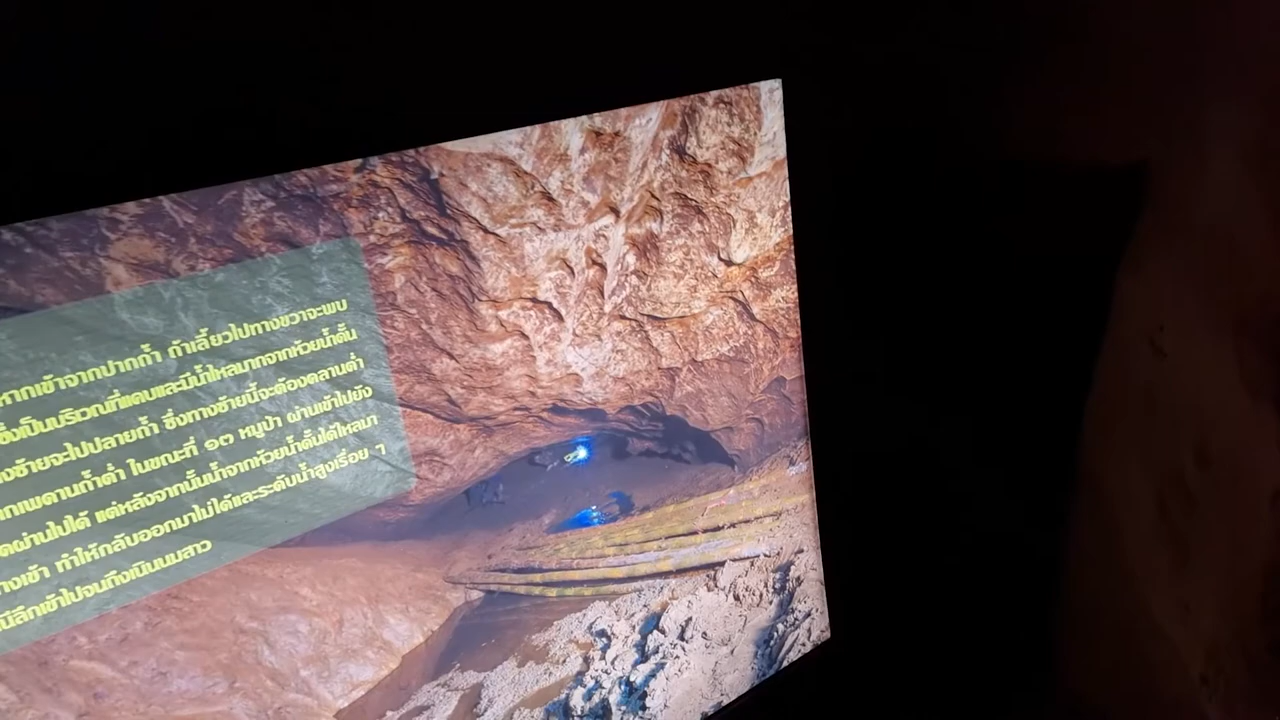 หากเข้าจากปากถ้ำ ถ้าเลี้ยวไปทางขวาจะพบ
ซึ่งเป็นบริเวณที่แคบและมีน้ำไหลมากจากห้วยน้ำดั้น
งซ้ายจะไปปลายถ้ำ ซึ่งทางซ้ายนี้จะต้องคลานต่ำ
กเพดานถ้ำต่ำ ในขณะที่ ๑๓ หมูป่า ผ่านเข้าไปยัง
ผ่านไปได้ แต่หลังจากนั้นน้ำจากห้วยน้ำดั้นได้ไหลมา
างเข้า ทำให้กลับออกมาไม่ได้และระดับน้ำสูงเรื่อย ๆ
นีลึกเข้าไปจนถึงเนินนมสาว